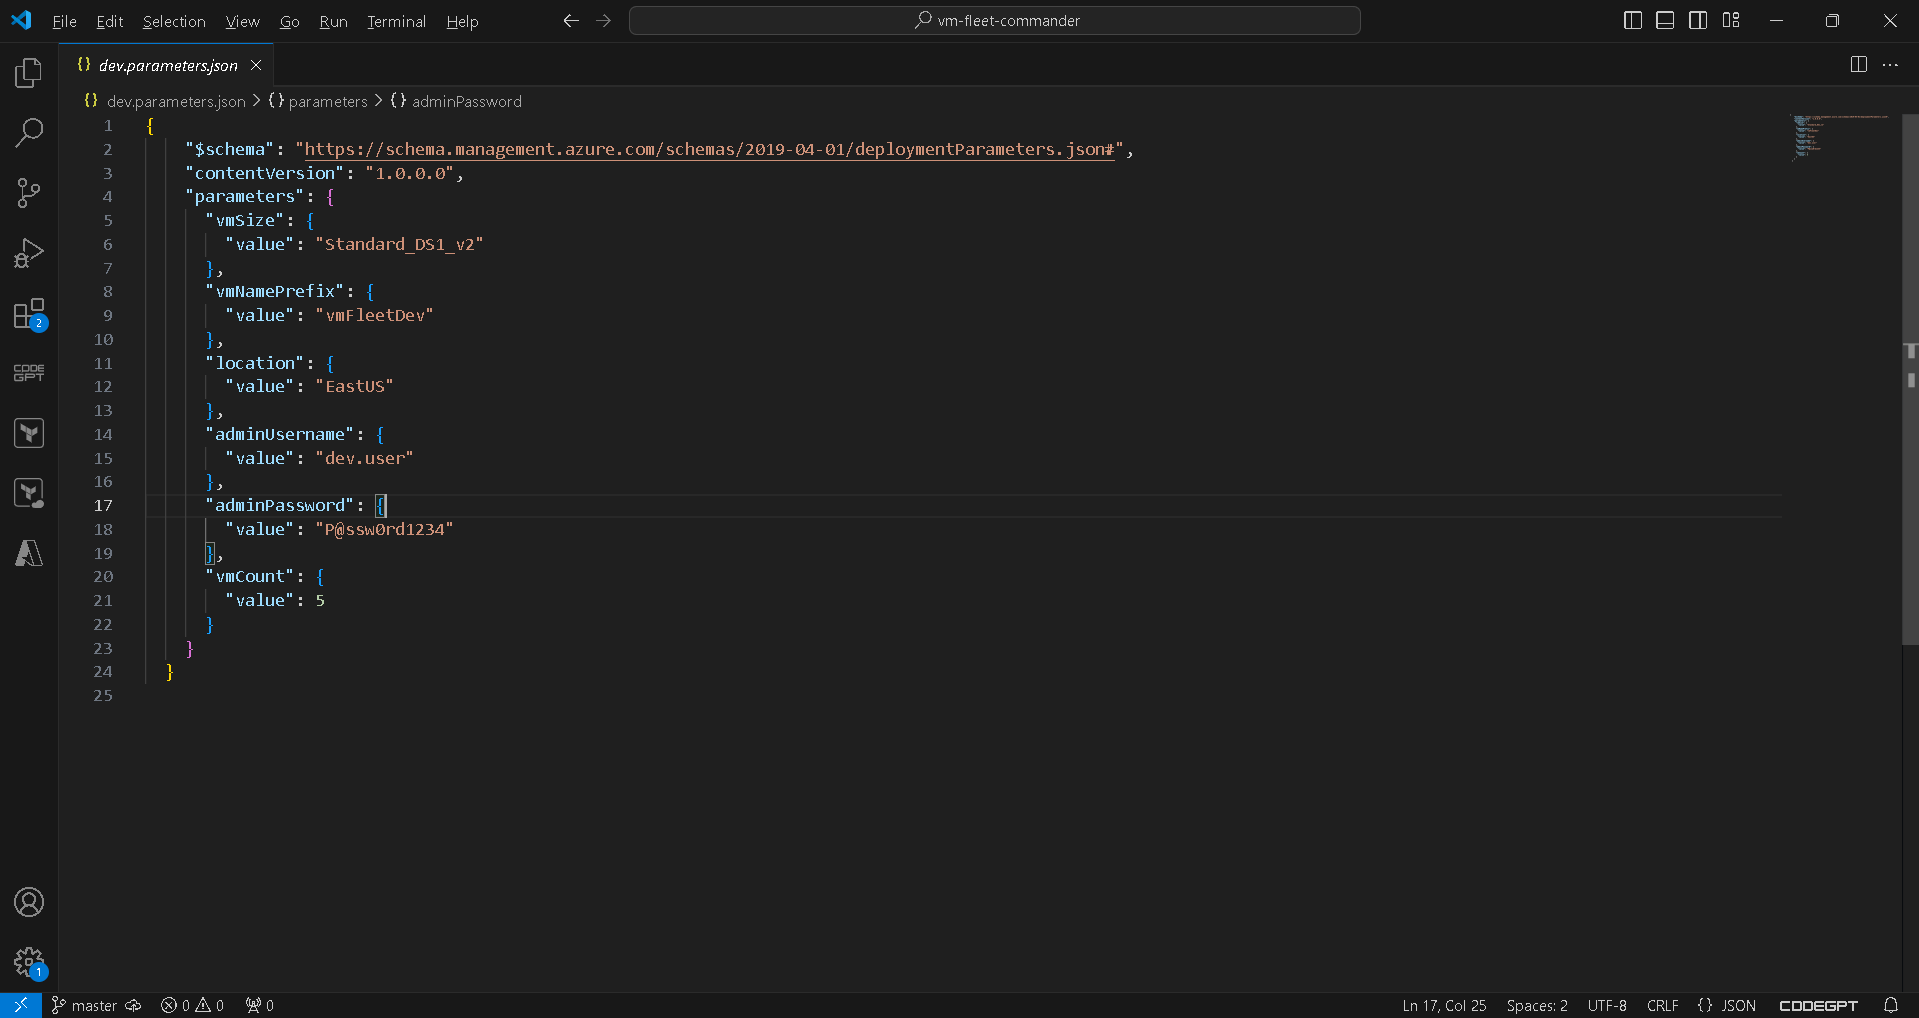 File Edit Selection View Go Run Terminal Help vm-fleet-commander
{} dev.parameters.json
{} dev.parameters.json > {} parameters > {} adminPassword
1 {
2 "$schema": "https://schema.management.azure.com/schemas/2019-04-01/deploymentParameters.json#",
3 "contentVersion": "1.0.0.0",
4 "parameters": {
5 "vmSize": {
6 "value": "Standard_DS1_v2"
7 },
8 "vmNamePrefix": {
9 "value": "vmFleetDev"
10 },
11 "location": {
12 "value": "EastUS"
13 },
14 "adminUsername": {
15 "value": "dev.user"
16 },
17 "adminPassword": {
18 "value": "P@ssw0rd1234"
19 },
20 "vmCount": {
21 "value": 5
22 }
23 }
24 }
25
2
CODE
GPT
1
master 0 0 0 Ln 17, Col 25 Spaces: 2 UTF-8 CRLF {} JSON CODEGPT